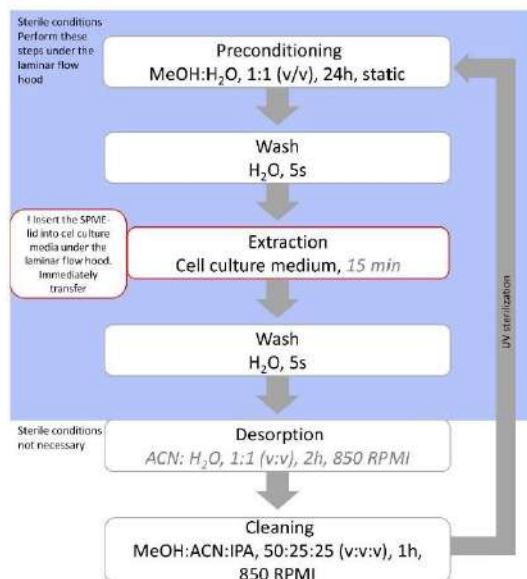 Sterile conditions
Perform these
steps under the
laminar flow
hood
Preconditioning
MeOH:H₂O, 1:1 (v/v), 24h, static
Wash
H₂O, 5s
! Insert the SPME-
lid into cel culture
media under the
laminar flow hood.
Immediately
transfer
Extraction
Cell culture medium, 15 min
Wash
H₂O, 5s
UV sterilization
Sterile conditions
not necessary
Desorption
ACN: H₂O, 1:1 (v:v), 2h, 850 RPMI
Cleaning
MeOH:ACN:IPA, 50:25:25 (v:v:v), 1h,
850 RPMI